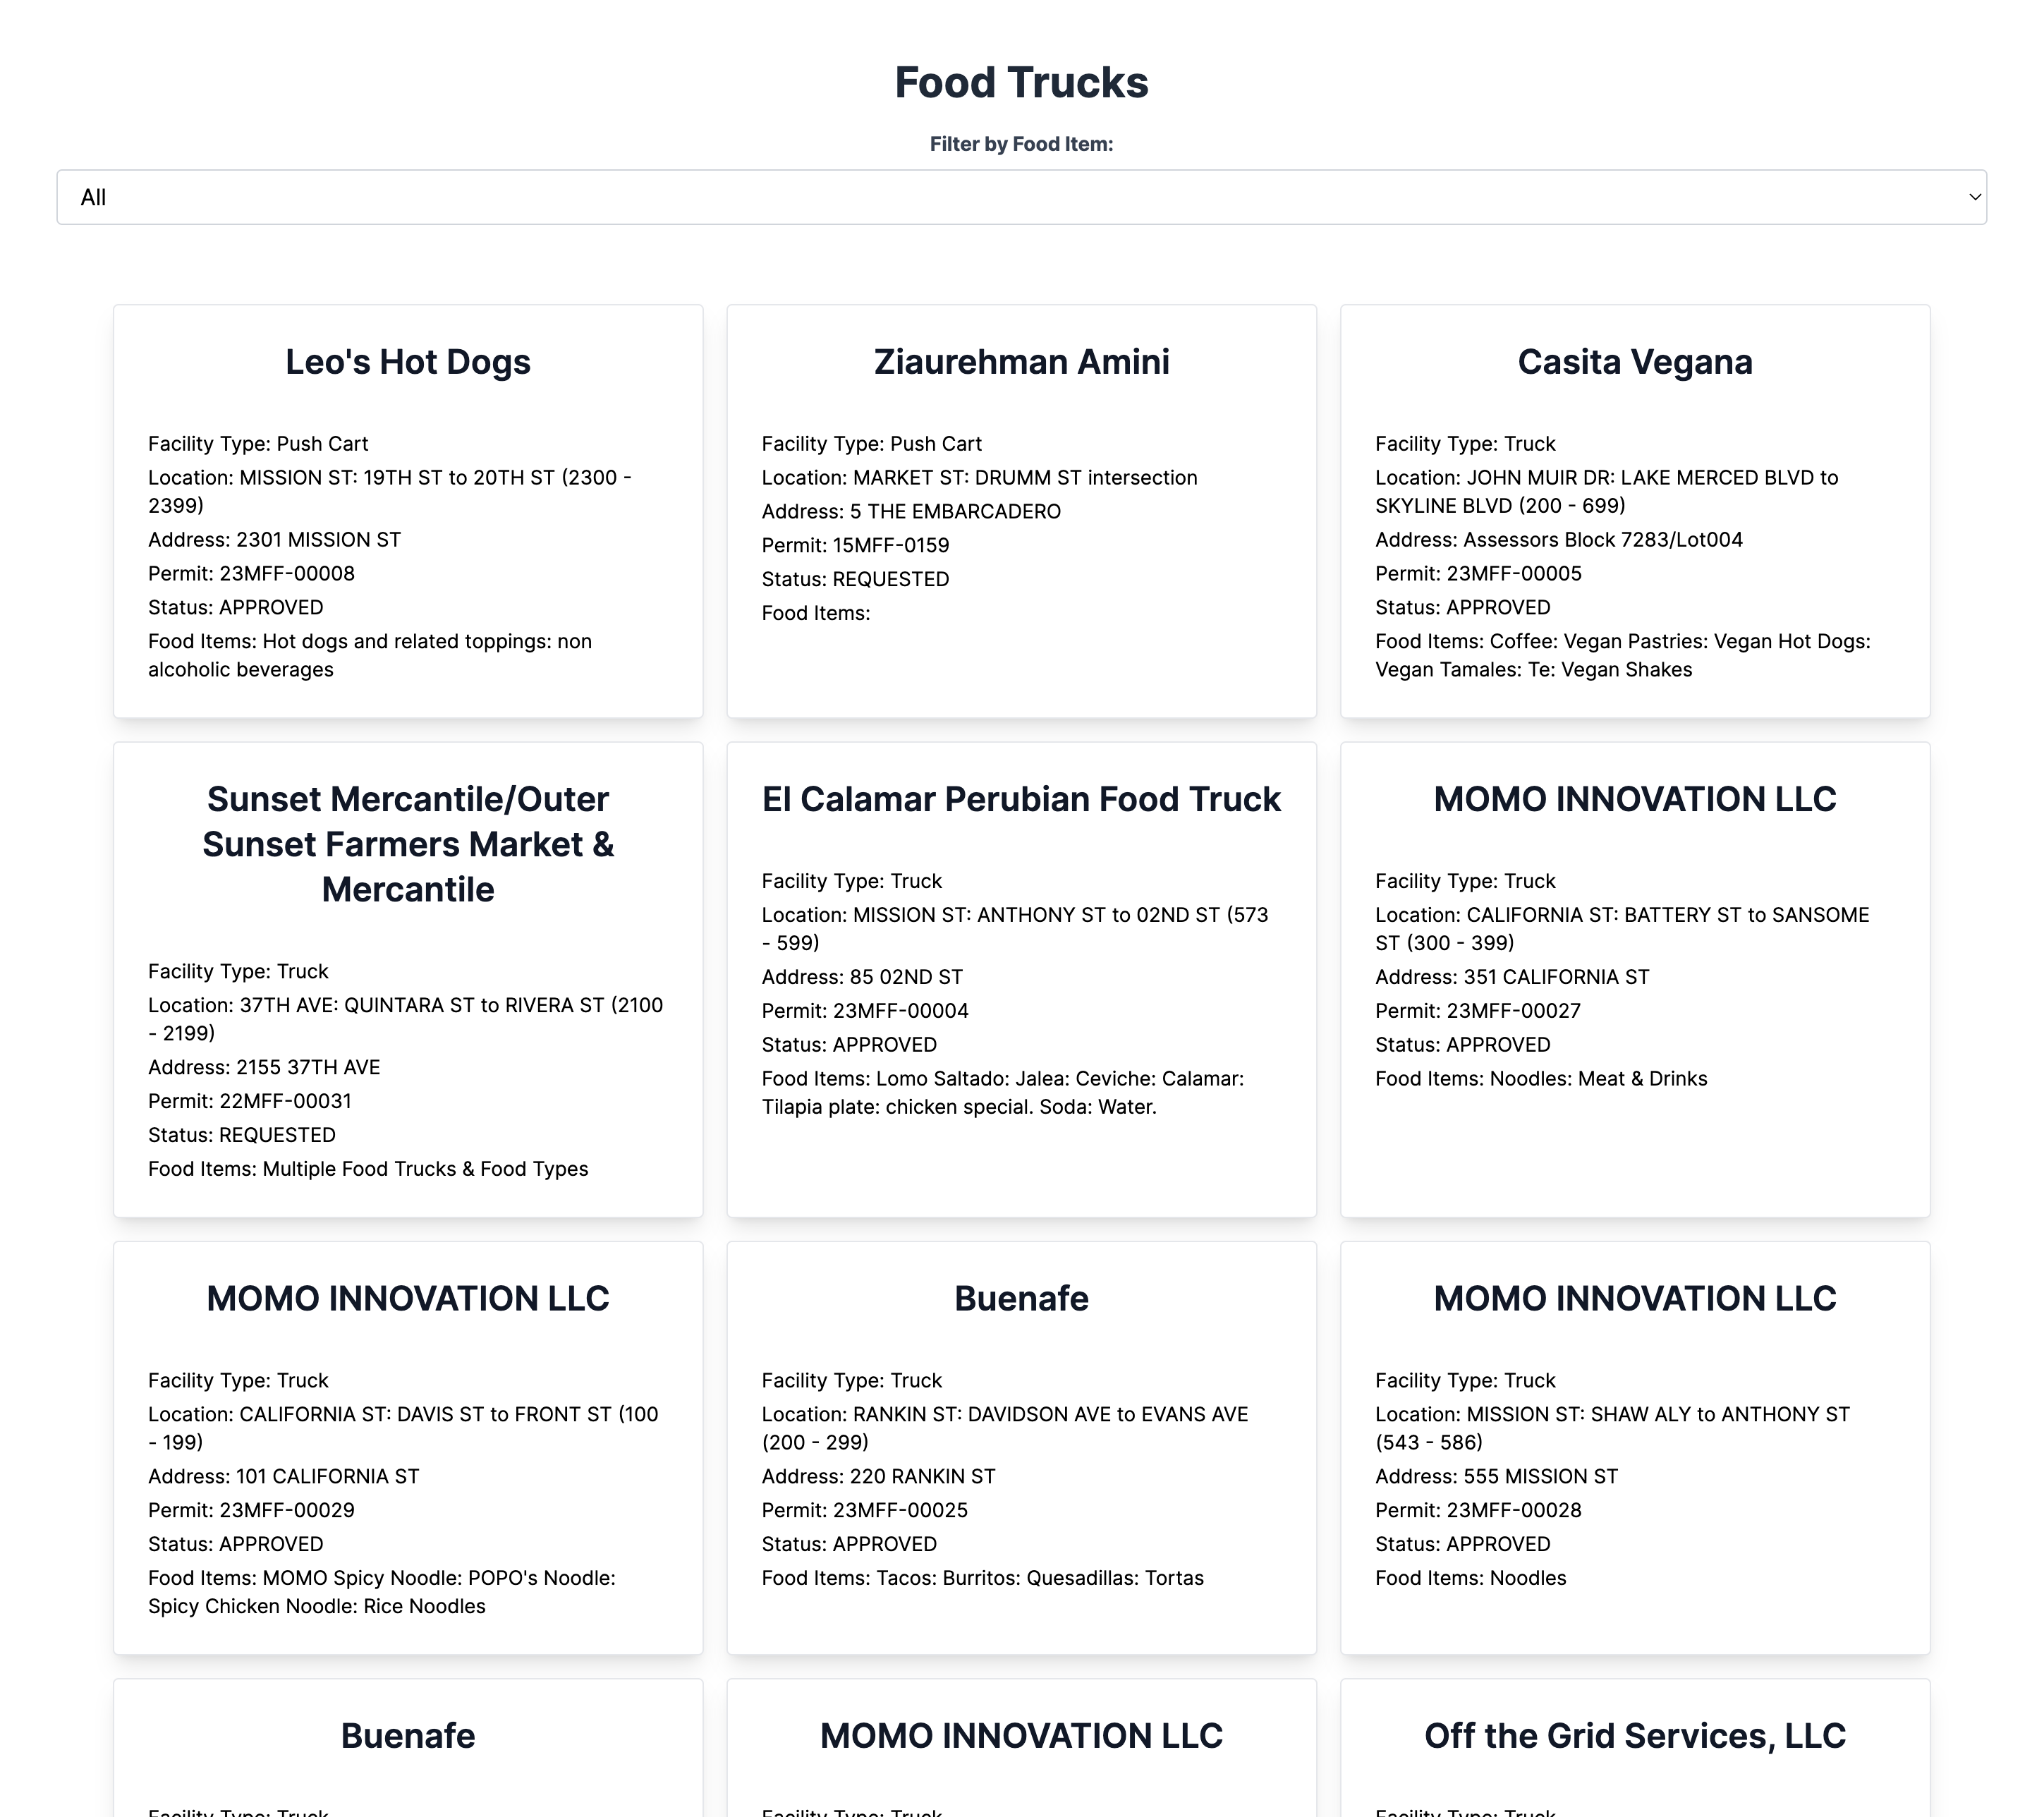 Food Trucks
Filter by Food Item:
All
Leo's Hot Dogs
Facility Type: Push Cart
Location: MISSION ST: 19TH ST to 20TH ST (2300 -
2399)
Address: 2301 MISSION ST
Permit: 23MFF-00008
Status: APPROVED
Food Items: Hot dogs and related toppings: non
alcoholic beverages
Ziaurehman Amini
Facility Type: Push Cart
Location: MARKET ST: DRUMM ST intersection
Address: 5 THE EMBARCADERO
Permit: 15MFF-0159
Status: REQUESTED
Food Items:
Casita Vegana
Facility Type: Truck
Location: JOHN MUIR DR: LAKE MERCED BLVD to
SKYLINE BLVD (200 - 699)
Address: Assessors Block 7283/Lot004
Permit: 23MFF-00005
Status: APPROVED
Food Items: Coffee: Vegan Pastries: Vegan Hot Dogs:
Vegan Tamales: Te: Vegan Shakes
Sunset Mercantile/Outer
Sunset Farmers Market &
Mercantile
Facility Type: Truck
Location: 37TH AVE: QUINTARA ST to RIVERA ST (2100
- 2199)
Address: 2155 37TH AVE
Permit: 22MFF-00031
Status: REQUESTED
Food Items: Multiple Food Trucks & Food Types
El Calamar Perubian Food Truck
Facility Type: Truck
Location: MISSION ST: ANTHONY ST to 02ND ST (573
- 599)
Address: 85 02ND ST
Permit: 23MFF-00004
Status: APPROVED
Food Items: Lomo Saltado: Jalea: Ceviche: Calamar:
Tilapia plate: chicken special. Soda: Water.
MOMO INNOVATION LLC
Facility Type: Truck
Location: CALIFORNIA ST: BATTERY ST to SANSOME
ST (300 - 399)
Address: 351 CALIFORNIA ST
Permit: 23MFF-00027
Status: APPROVED
Food Items: Noodles: Meat & Drinks
MOMO INNOVATION LLC
Facility Type: Truck
Location: CALIFORNIA ST: DAVIS ST to FRONT ST (100
- 199)
Address: 101 CALIFORNIA ST
Permit: 23MFF-00029
Status: APPROVED
Food Items: MOMO Spicy Noodle: POPO's Noodle:
Spicy Chicken Noodle: Rice Noodles
Buenafe
Facility Type: Truck
Location: RANKIN ST: DAVIDSON AVE to EVANS AVE
(200 - 299)
Address: 220 RANKIN ST
Permit: 23MFF-00025
Status: APPROVED
Food Items: Tacos: Burritos: Quesadillas: Tortas
MOMO INNOVATION LLC
Facility Type: Truck
Location: MISSION ST: SHAW ALY to ANTHONY ST
(543 - 586)
Address: 555 MISSION ST
Permit: 23MFF-00028
Status: APPROVED
Food Items: Noodles
Buenafe
Facility Type: Truck
MOMO INNOVATION LLC
Facility Type: Truck
Off the Grid Services, LLC
Facility Type: Truck